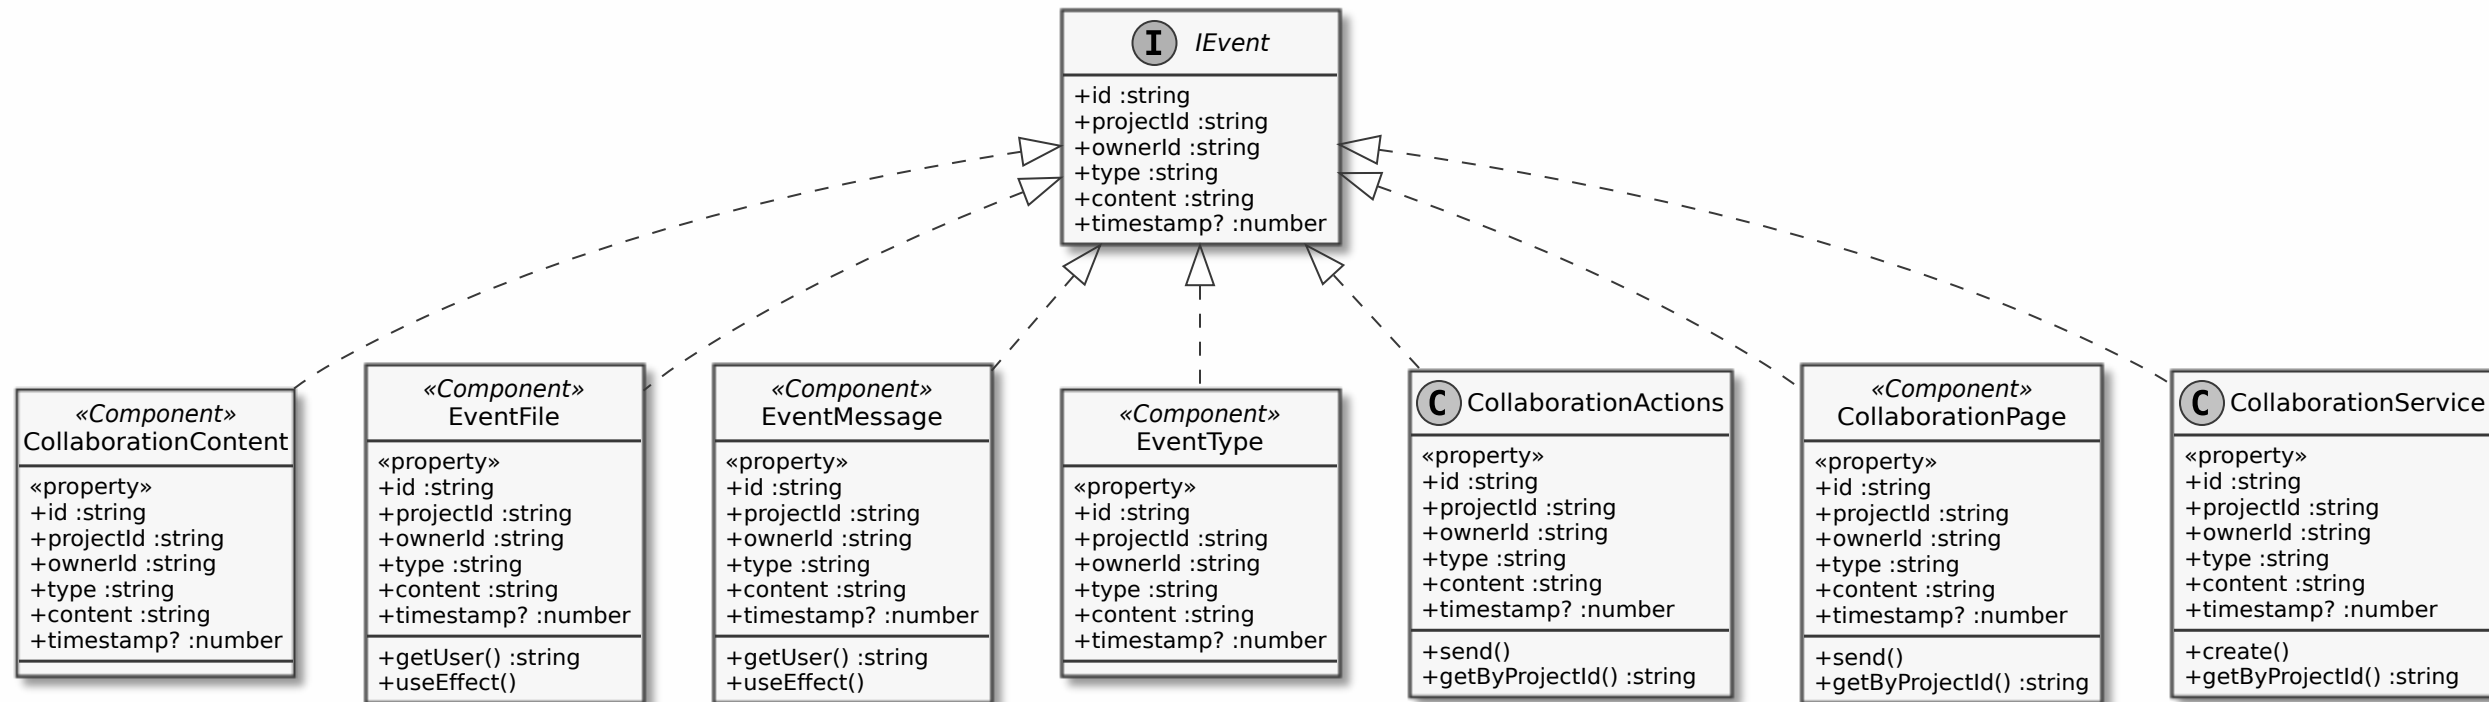 I IEvent
+id :string
+projectId :string
+ownerId :string
+type :string
+content :string
+timestamp? :number
«Component»
CollaborationContent
«property»
+id :string
+projectId :string
+ownerId :string
+type :string
+content :string
+timestamp? :number
«Component»
EventFile
«property»
+id :string
+projectId :string
+ownerId :string
+type :string
+content :string
+timestamp? :number
+getUser() :string
+useEffect()
«Component»
EventMessage
«property»
+id :string
+projectId :string
+ownerId :string
+type :string
+content :string
+timestamp? :number
+getUser() :string
+useEffect()
«Component»
EventType
«property»
+id :string
+projectId :string
+ownerId :string
+type :string
+content :string
+timestamp? :number
C CollaborationActions
«property»
+id :string
+projectId :string
+ownerId :string
+type :string
+content :string
+timestamp? :number
+send()
+getByProjectId() :string
«Component»
CollaborationPage
«property»
+id :string
+projectId :string
+ownerId :string
+type :string
+content :string
+timestamp? :number
+send()
+getByProjectId() :string
C CollaborationService
«property»
+id :string
+projectId :string
+ownerId :string
+type :string
+content :string
+timestamp? :number
+create()
+getByProjectId() :string